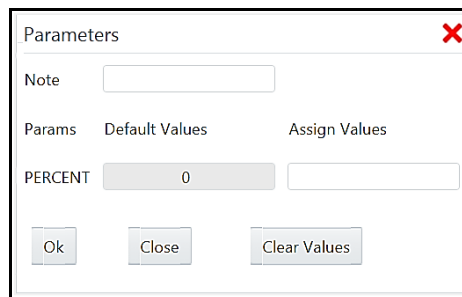 Parameters
Note
Params Default Values Assign Values
PERCENT 0
Ok Close Clear Values